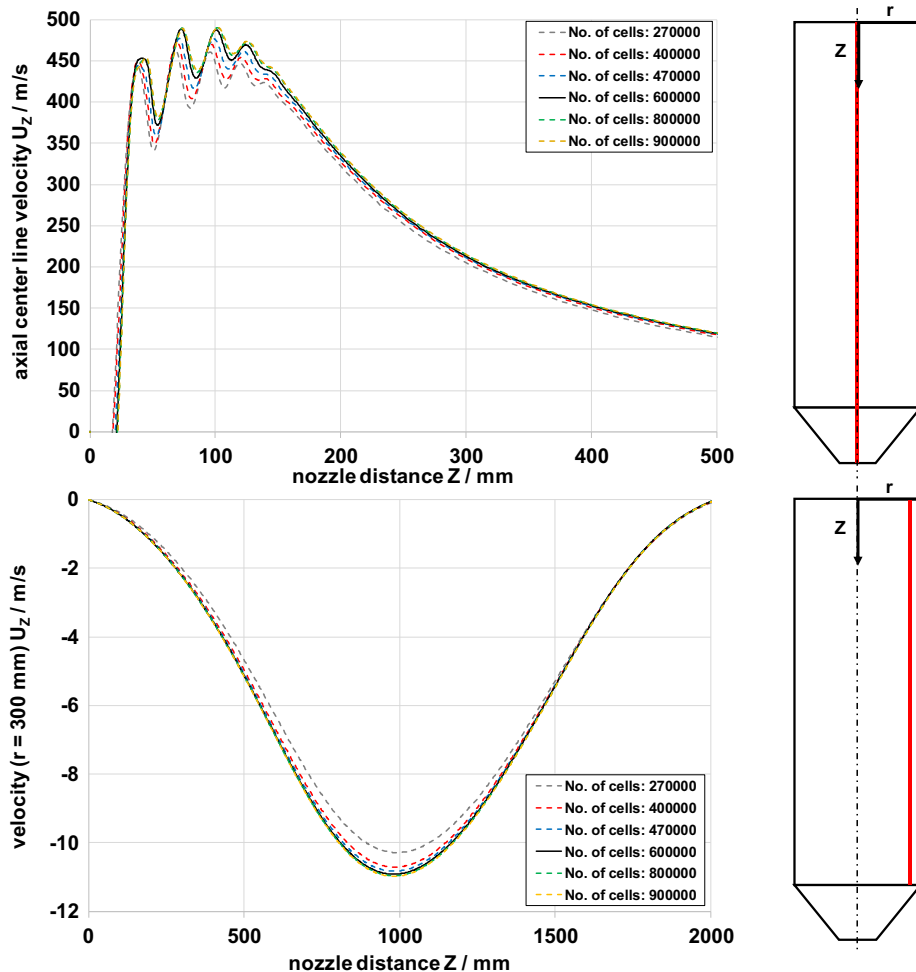 500
450
400
350
300
250
200
150
100
50
0
axial center line velocity U_Z / m/s
No. of cells: 270000
No. of cells: 400000
No. of cells: 470000
No. of cells: 600000
No. of cells: 800000
No. of cells: 900000
0 100 200 300 400 500
nozzle distance Z / mm
r
Z
0
-2
-4
-6
-8
-10
-12
velocity (r = 300 mm) U_Z / m/s
No. of cells: 270000
No. of cells: 400000
No. of cells: 470000
No. of cells: 600000
No. of cells: 800000
No. of cells: 900000
0 500 1000 1500 2000
nozzle distance Z / mm
r
Z